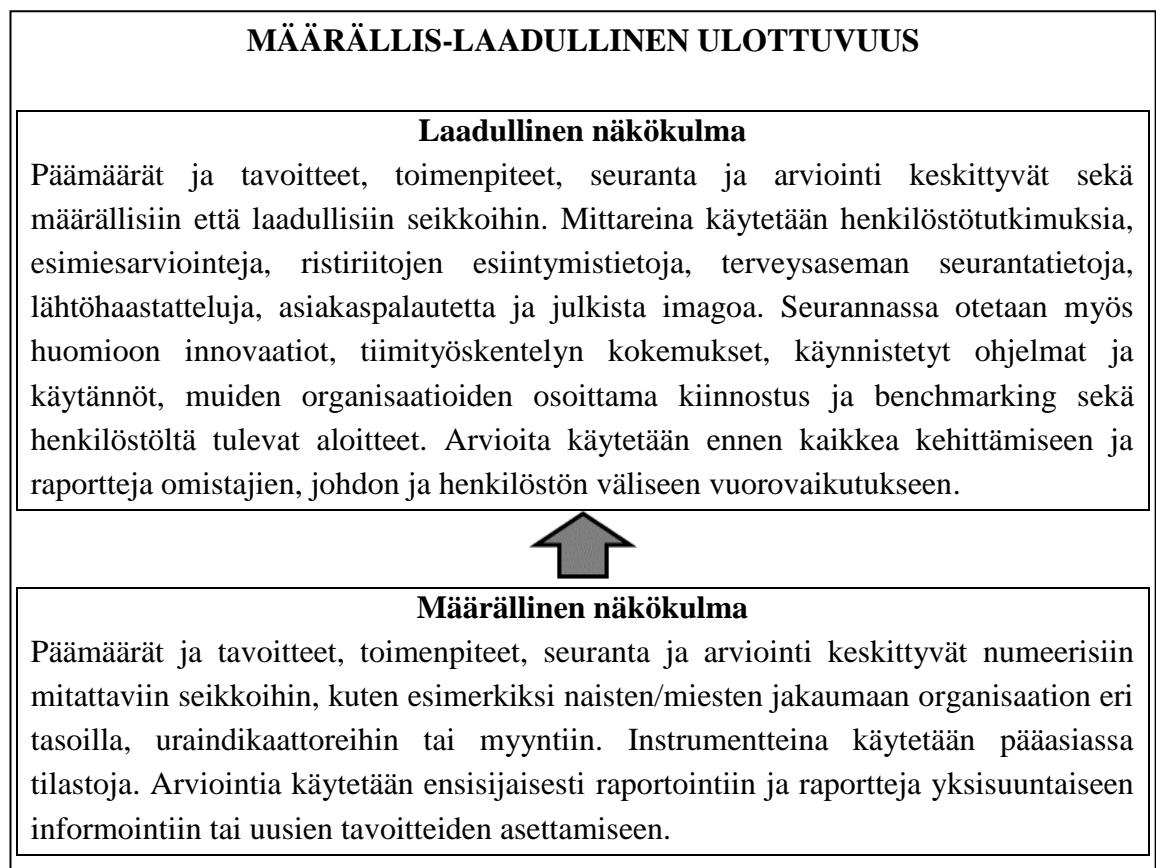 MÄÄRÄLLIS-LAADULLINEN ULOTTUVUUS
Laadullinen näkökulma
Päämäärät ja tavoitteet, toimenpiteet, seuranta ja arviointi keskittyvät sekä
määrällisiin että laadullisiin seikkoihin. Mittareina käytetään henkilöstötutkimuksia,
esimiesarviointeja, ristiriitojen esiintymistietoja, terveysaseman seurantatietoja,
lähtöhaastatteluja, asiakaspalautetta ja julkista imagoa. Seurannassa otetaan myös
huomioon innovaatiot, tiimityöskentelyn kokemukset, käynnistetyt ohjelmat ja
käytännöt, muiden organisaatioiden osoittama kiinnostus ja benchmarking sekä
henkilöstöltä tulevat aloitteet. Arvioita käytetään ennen kaikkea kehittämiseen ja
raportteja omistajien, johdon ja henkilöstön väliseen vuorovaikutukseen.
Määrällinen näkökulma
Päämäärät ja tavoitteet, toimenpiteet, seuranta ja arviointi keskittyvät numeerisiin
mitattaviin seikkoihin, kuten esimerkiksi naisten/miesten jakaumaan organisaation eri
tasoilla, uraindikaattoreihin tai myyntiin. Instrumentteina käytetään pääasiassa
tilastoja. Arviointia käytetään ensisijaisesti raportointiin ja raportteja yksisuuntaiseen
informointiin tai uusien tavoitteiden asettamiseen.